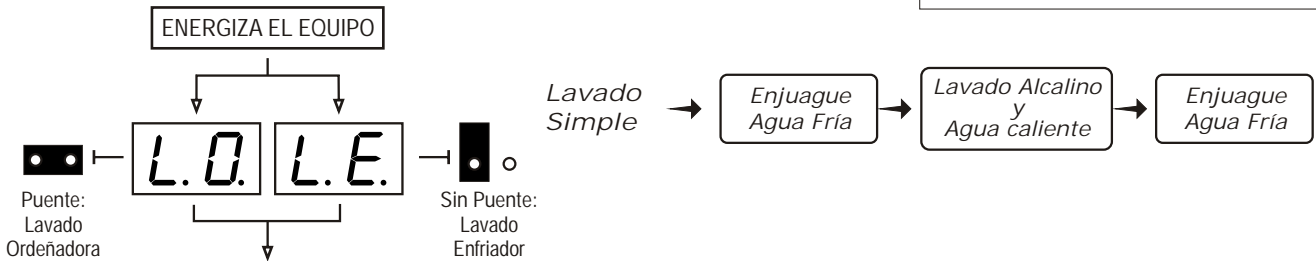 ENERGIZA EL EQUIPO
L.O.
L.E.
Puente:
Lavado
Ordeñadora
Sin Puente:
Lavado
Enfriador
Lavado
Simple
Enjuague
Agua Fría
Lavado Alcalino
y
Agua caliente
Enjuague
Agua Fría